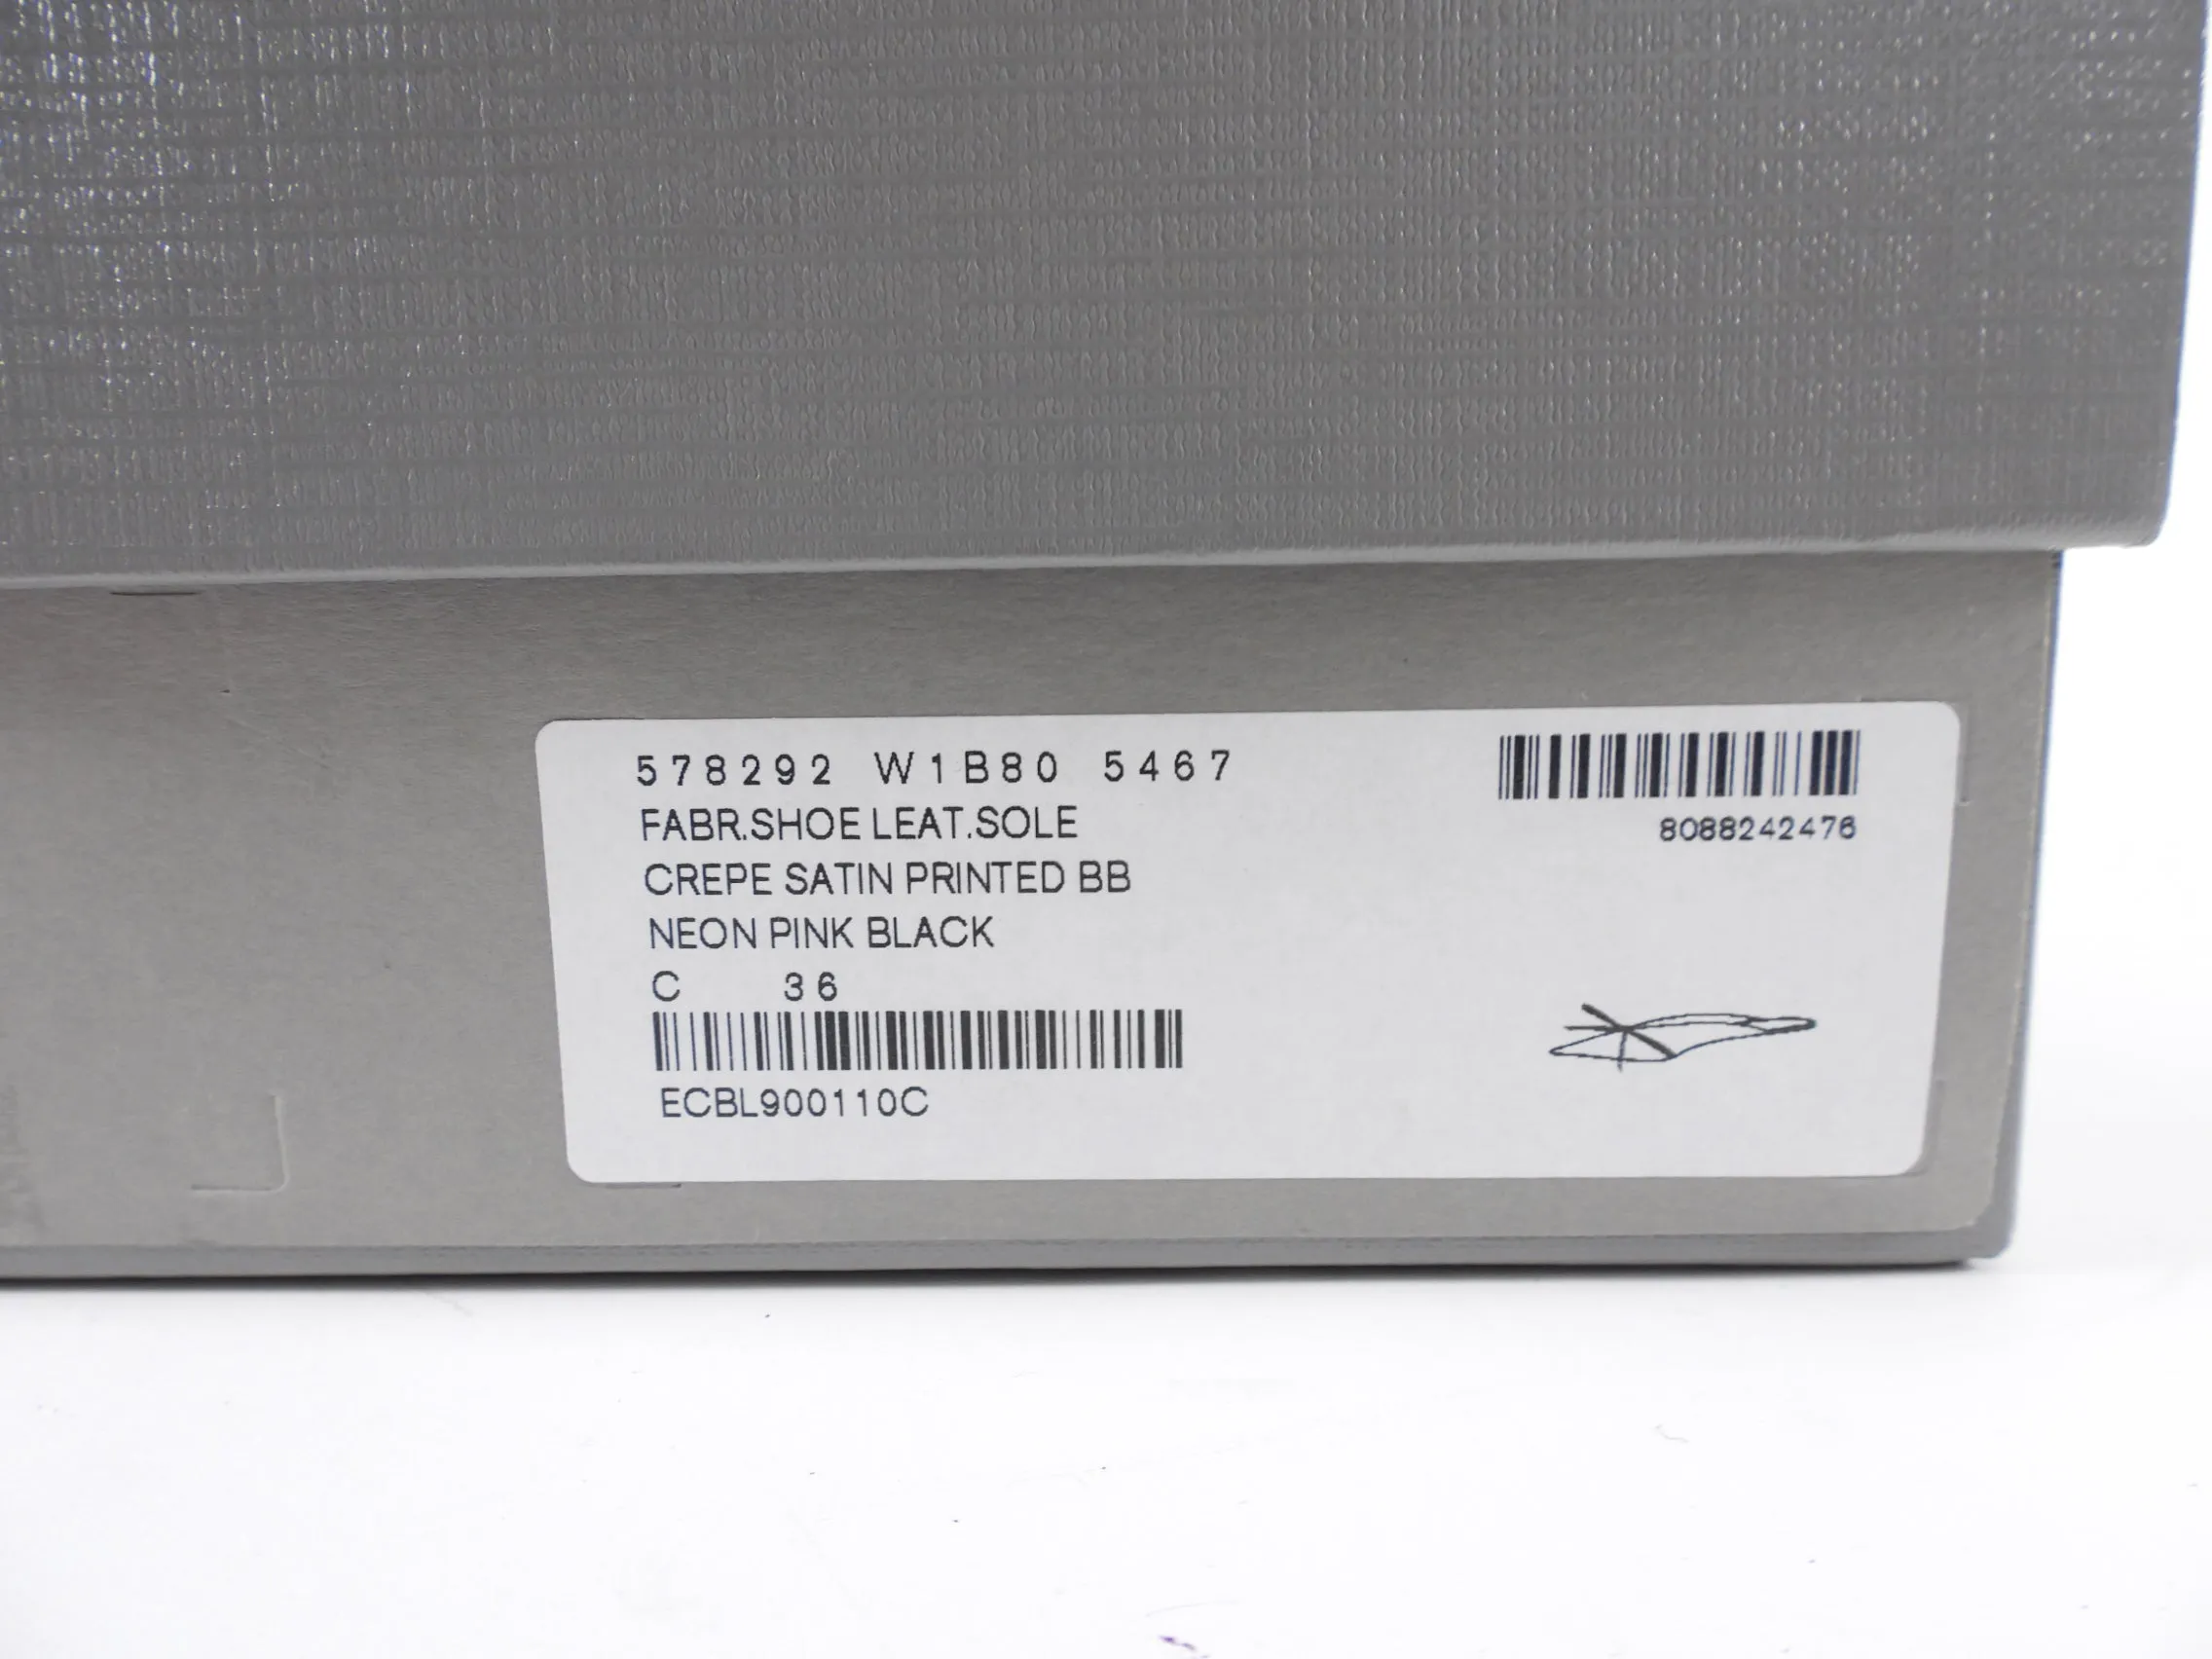 578292 W1B80 5467
FABR.SHOE LEAT.SOLE
CREPE SATIN PRINTED BB
NEON PINK BLACK
C 36
ECBL900110C
8088242476